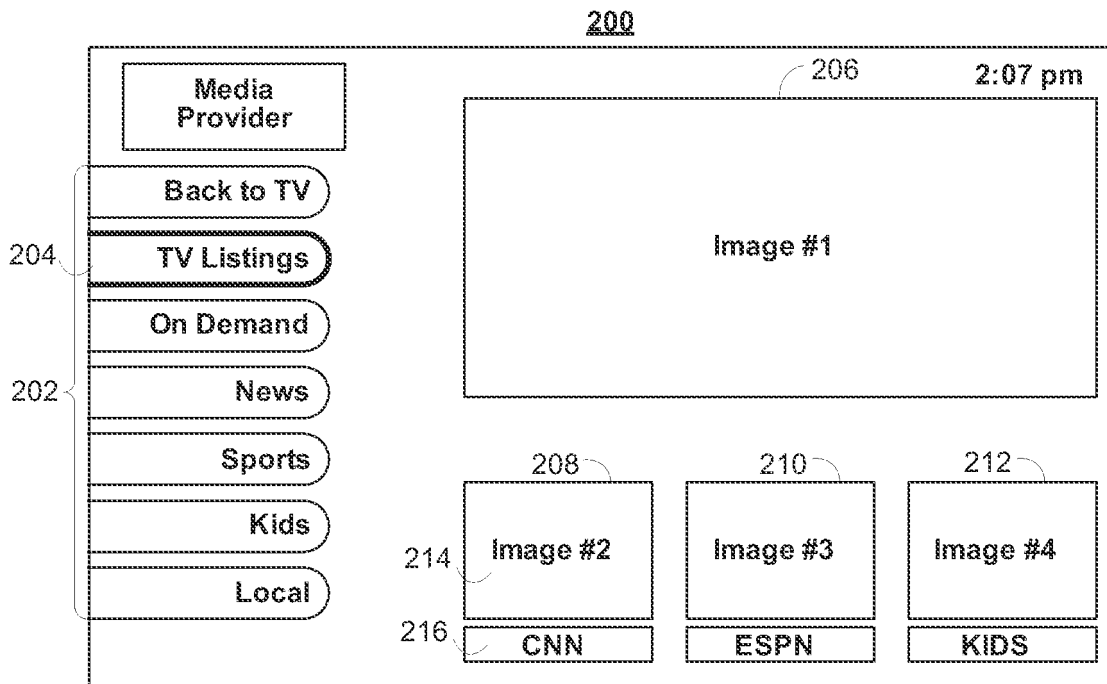 200
Media
Provider
206
2:07 pm
Back to TV
204
TV Listings
Image #1
On Demand
202
News
Sports
208
210
212
Kids
214
Image #2
Image #3
Image #4
Local
216
CNN
ESPN
KIDS